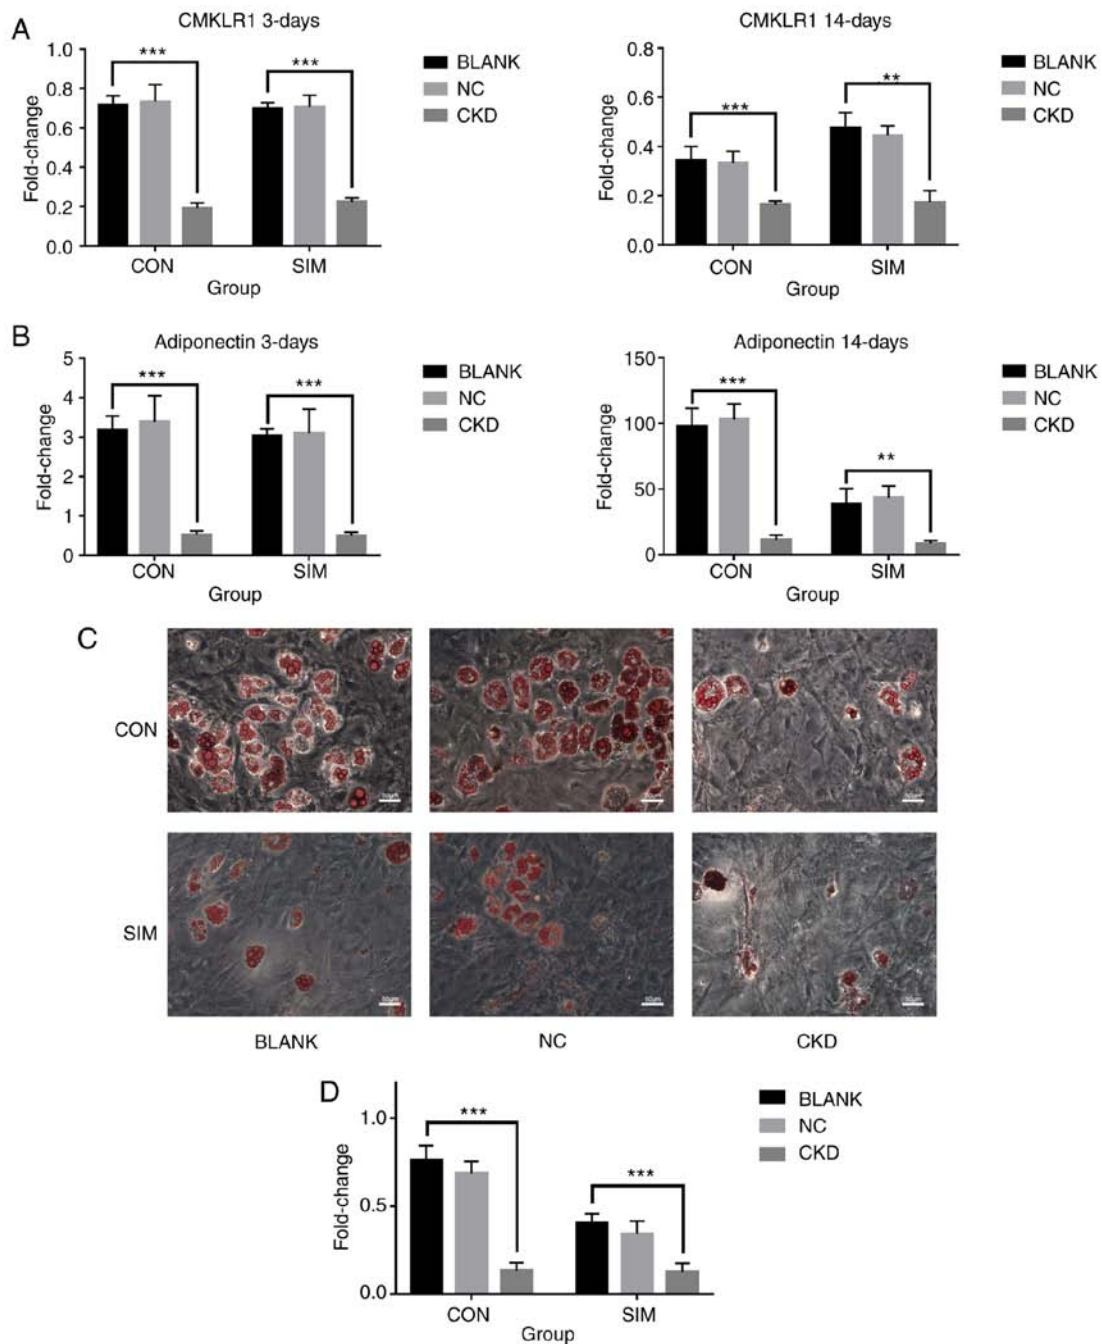 A
CMKLR1 3-days
1.0
0.8
0.6
0.4
0.2
0.0
Fold-change
***
***
CON
SIM
Group
BLANK
NC
CKD
CMKLR1 14-days
0.8
0.6
0.4
0.2
0.0
Fold-change
***
**
CON
SIM
Group
BLANK
NC
CKD
B
Adiponectin 3-days
5
4
3
2
1
0
Fold-change
***
***
CON
SIM
Group
BLANK
NC
CKD
Adiponectin 14-days
150
100
50
0
Fold-change
***
**
CON
SIM
Group
BLANK
NC
CKD
C
CON
SIM
50µm
50µm
50µm
BLANK
NC
CKD
D
1.0
0.5
0.0
Fold-change
***
***
CON
SIM
Group
BLANK
NC
CKD